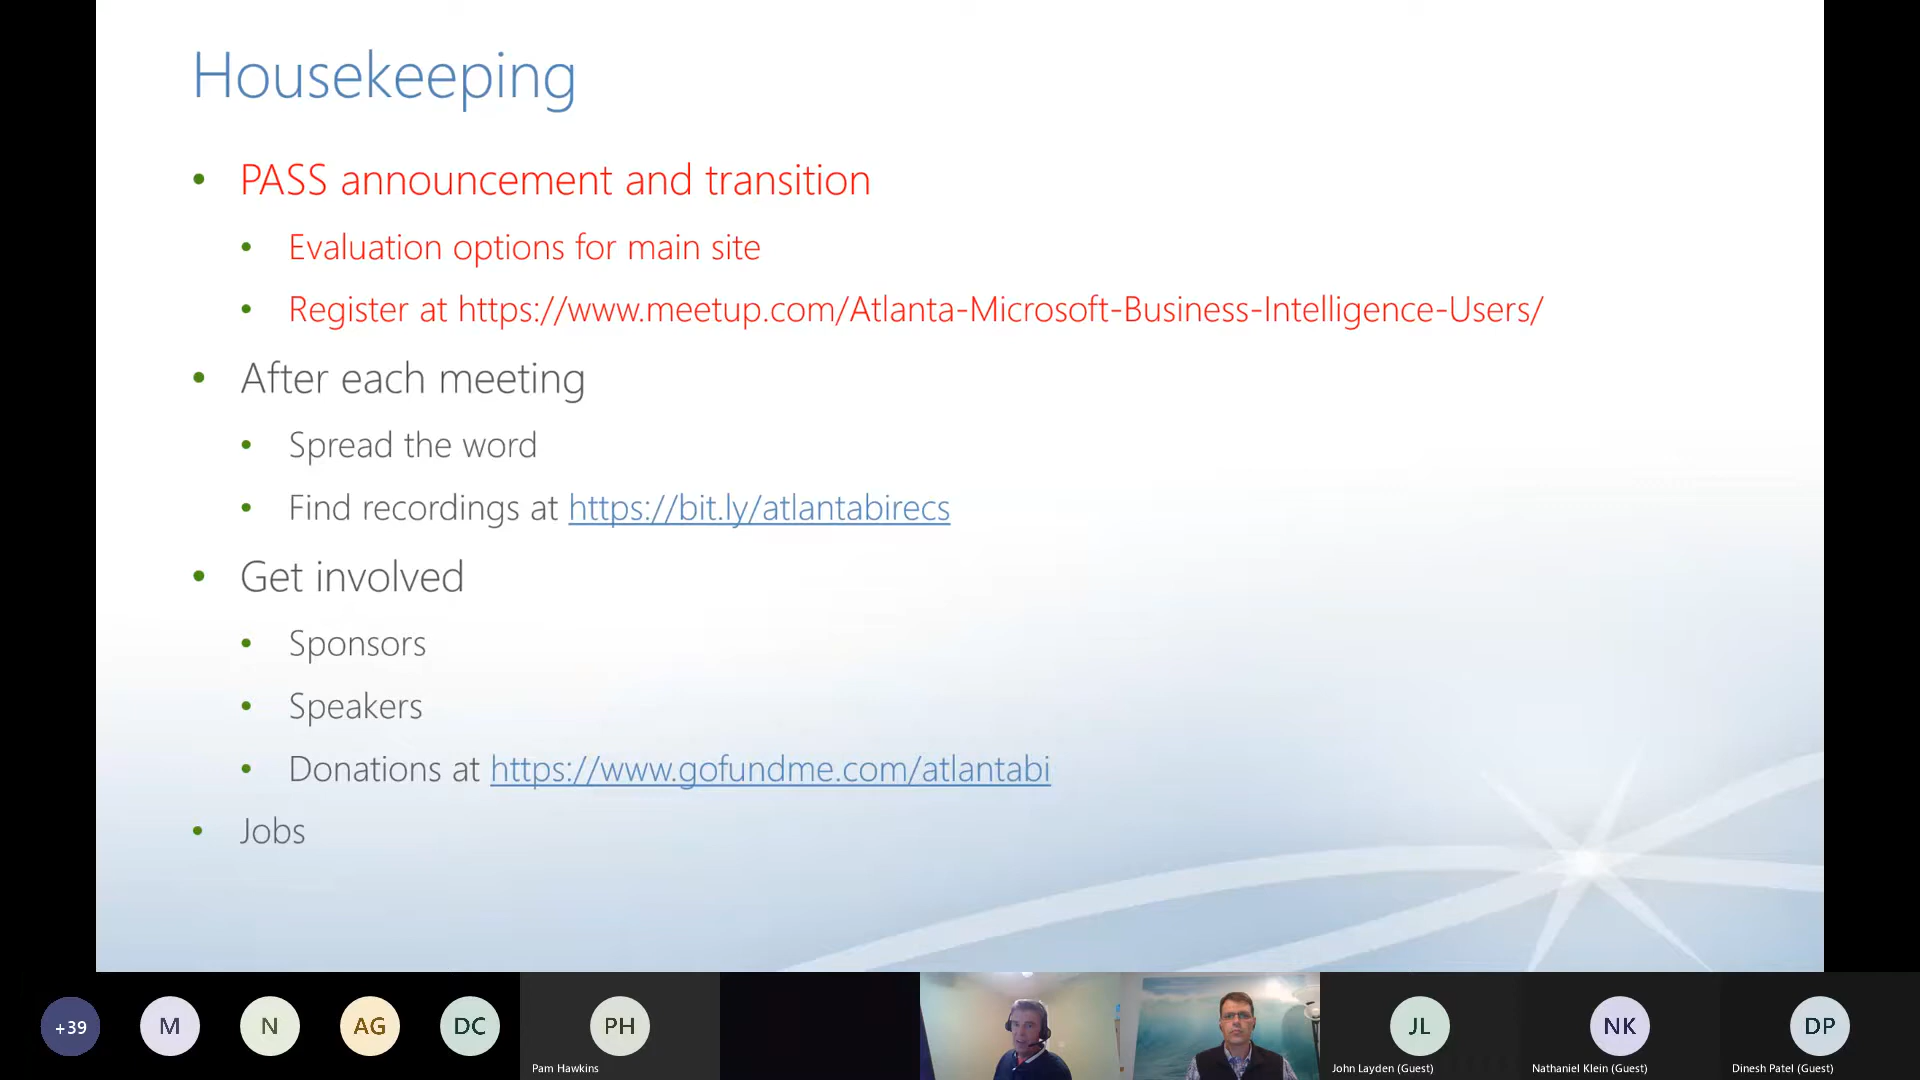 Housekeeping
• PASS announcement and transition
• Evaluation options for main site
• Register at https://www.meetup.com/Atlanta-Microsoft-Business-Intelligence-Users/
• After each meeting
• Spread the word
• Find recordings at https://bit.ly/atlantabirecs
• Get involved
• Sponsors
• Speakers
• Donations at https://www.gofundme.com/atlantabi
• Jobs
+39 M N AG DC PH JL NK DP
Pam Hawkins John Layden (Guest) Nathaniel Klein (Guest) Dinesh Patel (Guest)